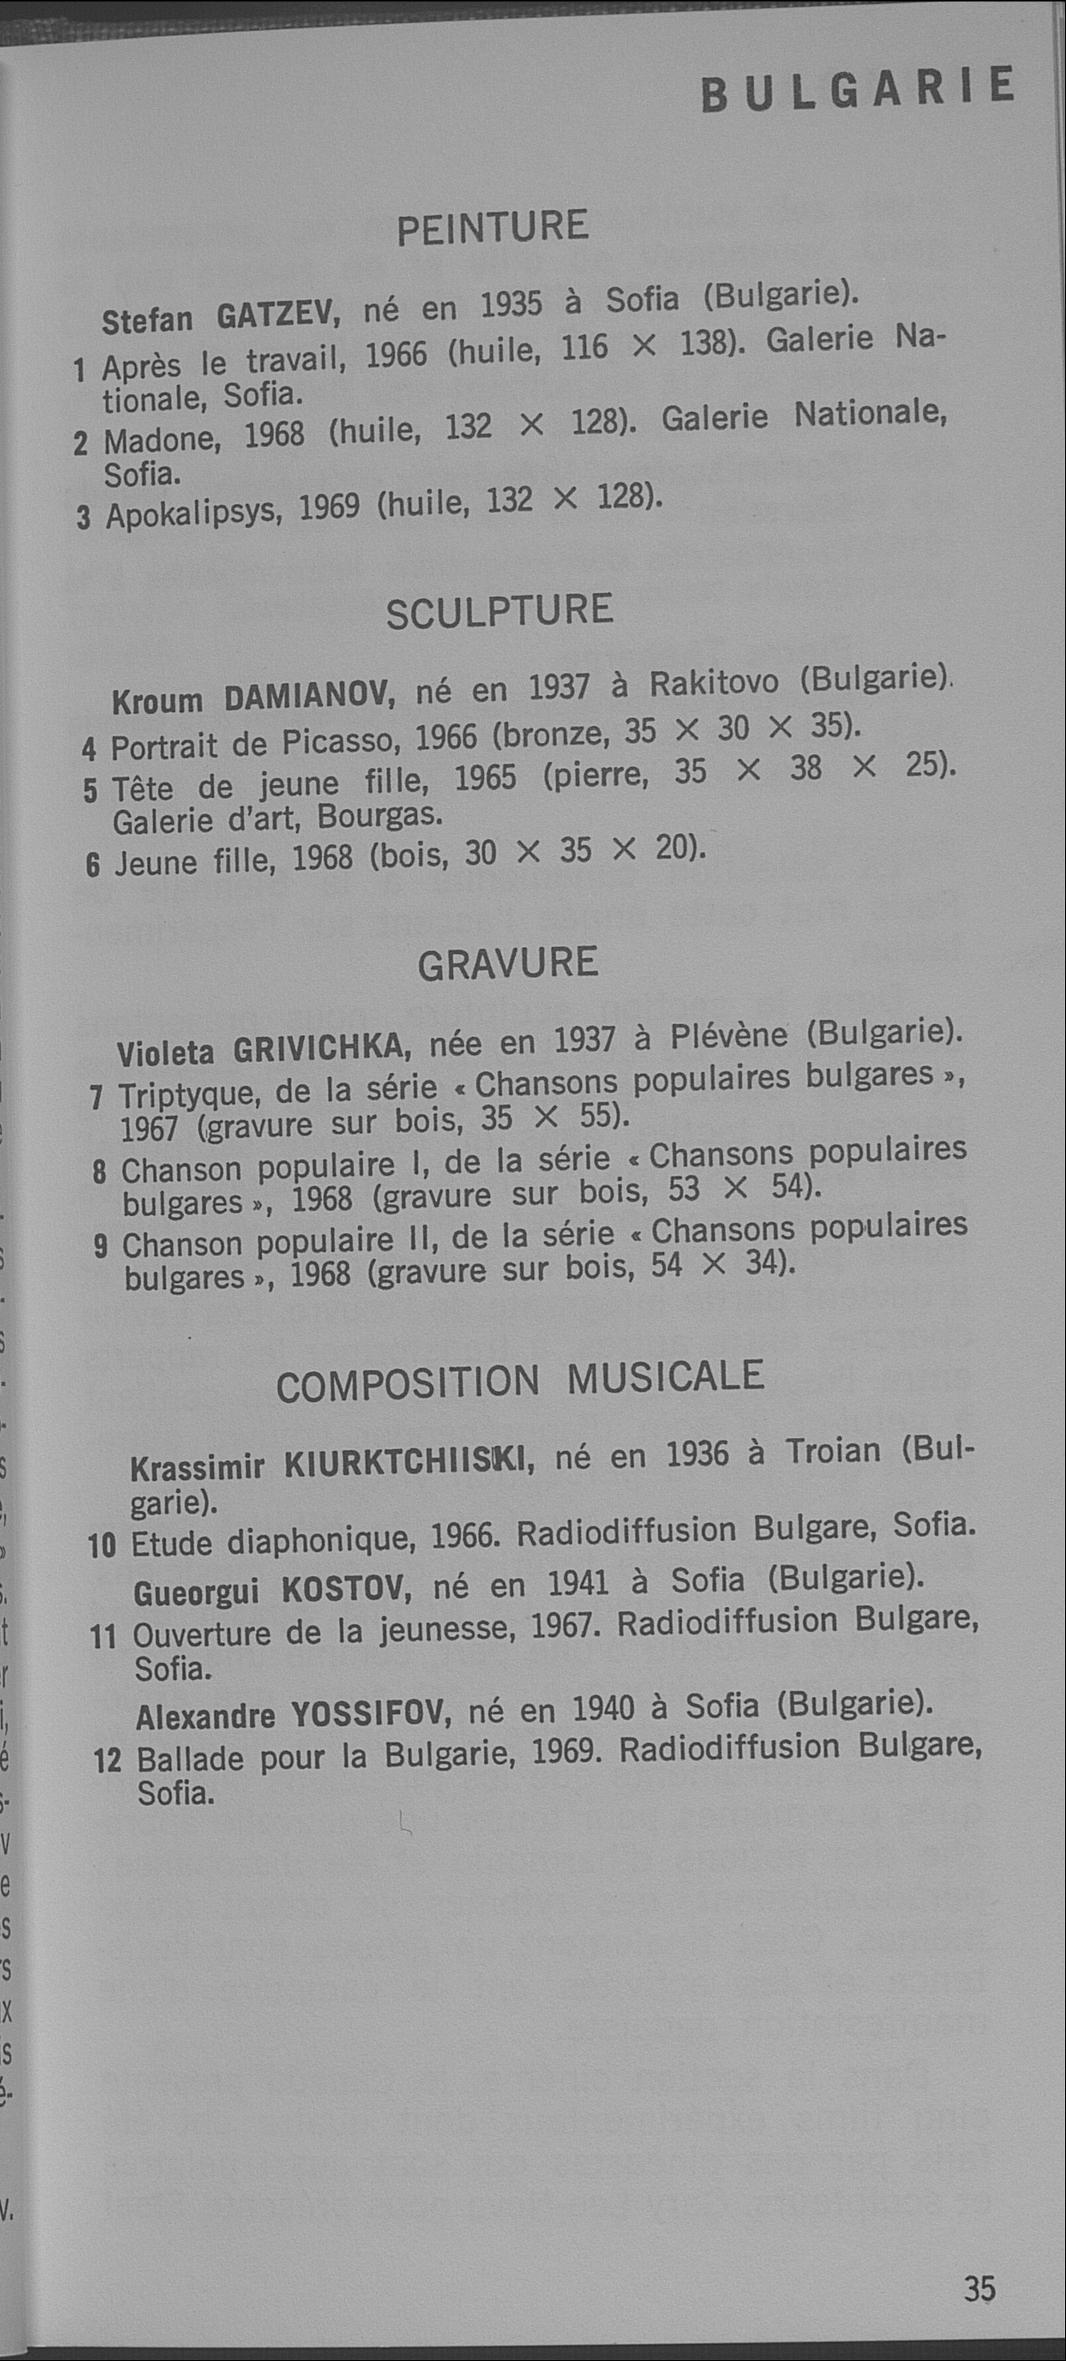 BULGARIE
PEINTURE
Stefan GATZEV, né en 1935 à Sofia (Bulgarie).
1 Après le travail, 1966 (huile, 116 × 138). Galerie Na-
tionale, Sofia.
2 Madone, 1968 (huile, 132 × 128). Galerie Nationale,
Sofia.
3 Apokalipsys, 1969 (huile, 132 × 128).
SCULPTURE
Kroum DAMIANOV, né en 1937 à Rakitovo (Bulgarie).
4 Portrait de Picasso, 1966 (bronze, 35 × 30 × 35).
5 Tête de jeune fille, 1965 (pierre, 35 × 38 × 25).
Galerie d'art, Bourgas.
6 Jeune fille, 1968 (bois, 30 × 35 × 20).
GRAVURE
Violeta GRIVICHKA, née en 1937 à Plévène (Bulgarie).
7 Triptyque, de la série « Chansons populaires bulgares »,
1967 (gravure sur bois, 35 × 55).
8 Chanson populaire I, de la série « Chansons populaires
bulgares », 1968 (gravure sur bois, 53 × 54).
9 Chanson populaire II, de la série « Chansons populaires
bulgares », 1968 (gravure sur bois, 54 × 34).
COMPOSITION MUSICALE
Krassimir KIURKTCHIISKI, né en 1936 à Troian (Bul-
garie).
10 Etude diaphonique, 1966. Radiodiffusion Bulgare, Sofia.
Gueorgui KOSTOV, né en 1941 à Sofia (Bulgarie).
11 Ouverture de la jeunesse, 1967. Radiodiffusion Bulgare,
Sofia.
Alexandre YOSSIFOV, né en 1940 à Sofia (Bulgarie).
12 Ballade pour la Bulgarie, 1969. Radiodiffusion Bulgare,
Sofia.
35